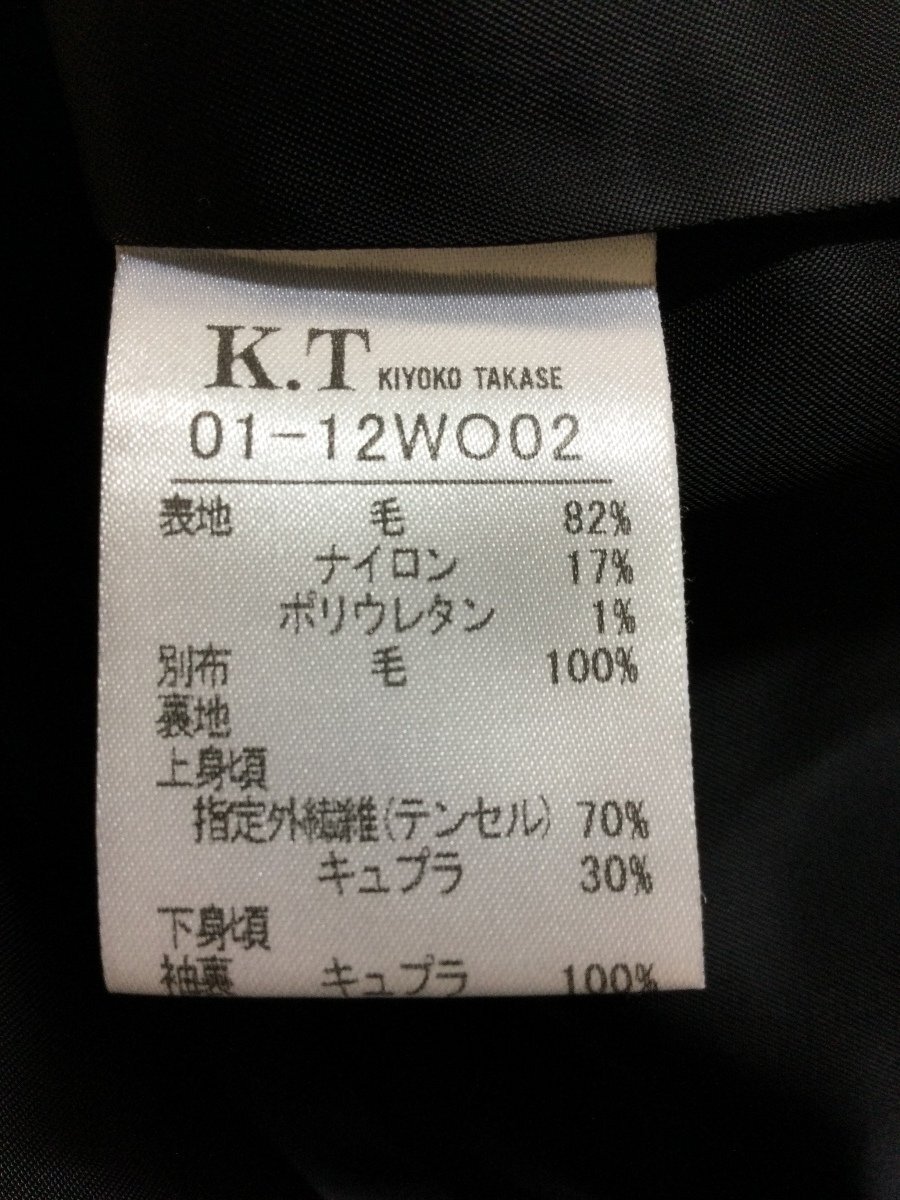 K.T KIYOKO TAKASE
01-12WO02
表地 毛 82%
ナイロン 17%
ポリウレタン 1%
別布 毛 100%
裏地
上身頃
指定外繊維(テンセル) 70%
キュプラ 30%
下身頃
袖裏 キュプラ 100%